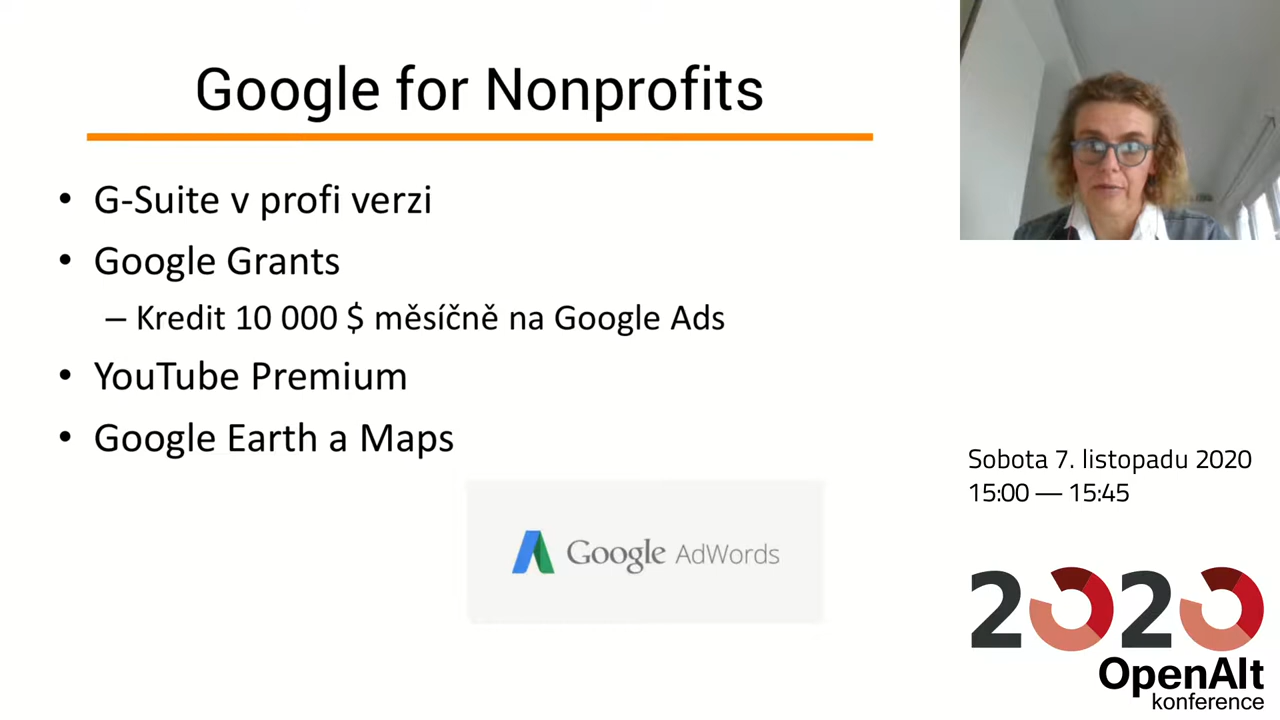 Google for Nonprofits
• G-Suite v profi verzi
• Google Grants
– Kredit 10 000 $ měsíčně na Google Ads
• YouTube Premium
• Google Earth a Maps
Google AdWords
Sobota 7. listopadu 2020
15:00 — 15:45
2020
OpenAlt
konference